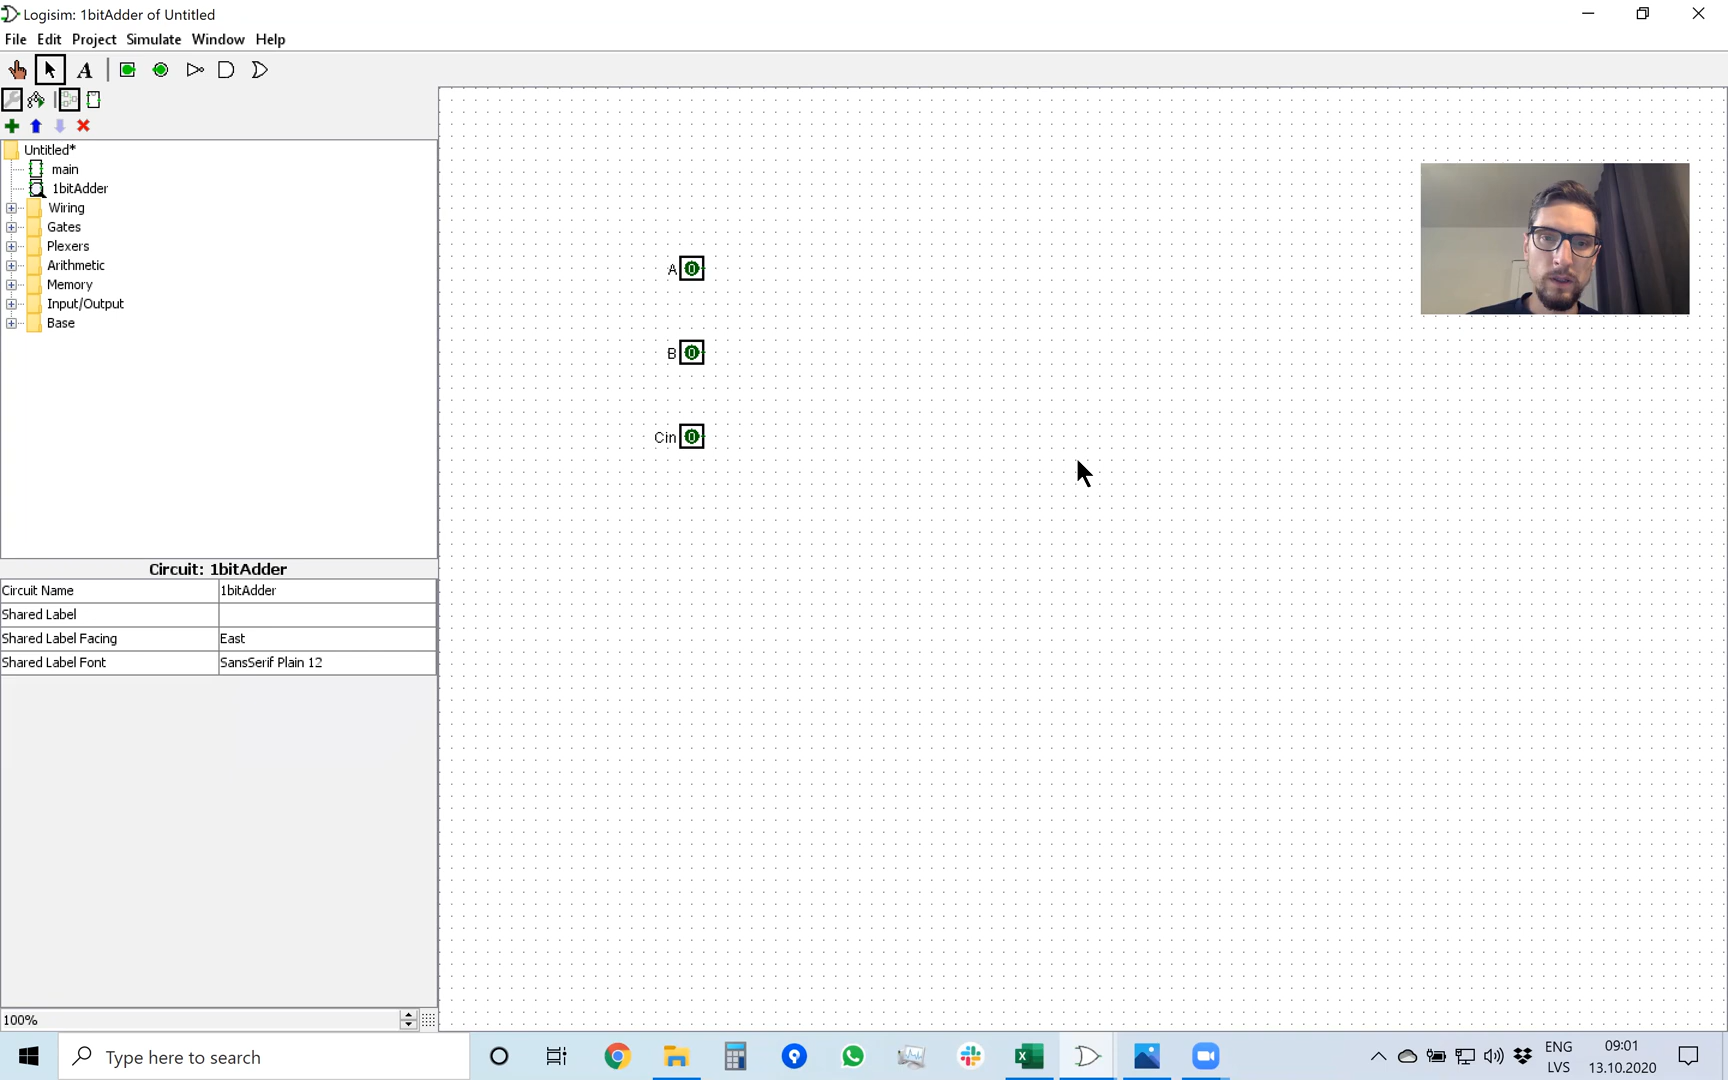 Logisim: 1bitAdder of Untitled
File Edit Project Simulate Window Help
A
Untitled*
main
1bitAdder
Wiring
Gates
Plexers
Arithmetic
Memory
Input/Output
Base
A 0
B 0
Cin 0
Circuit: 1bitAdder
Circuit Name 1bitAdder
Shared Label
Shared Label Facing East
Shared Label Font SansSerif Plain 12
100%
Type here to search
ENG
LVS
09:01
13.10.2020